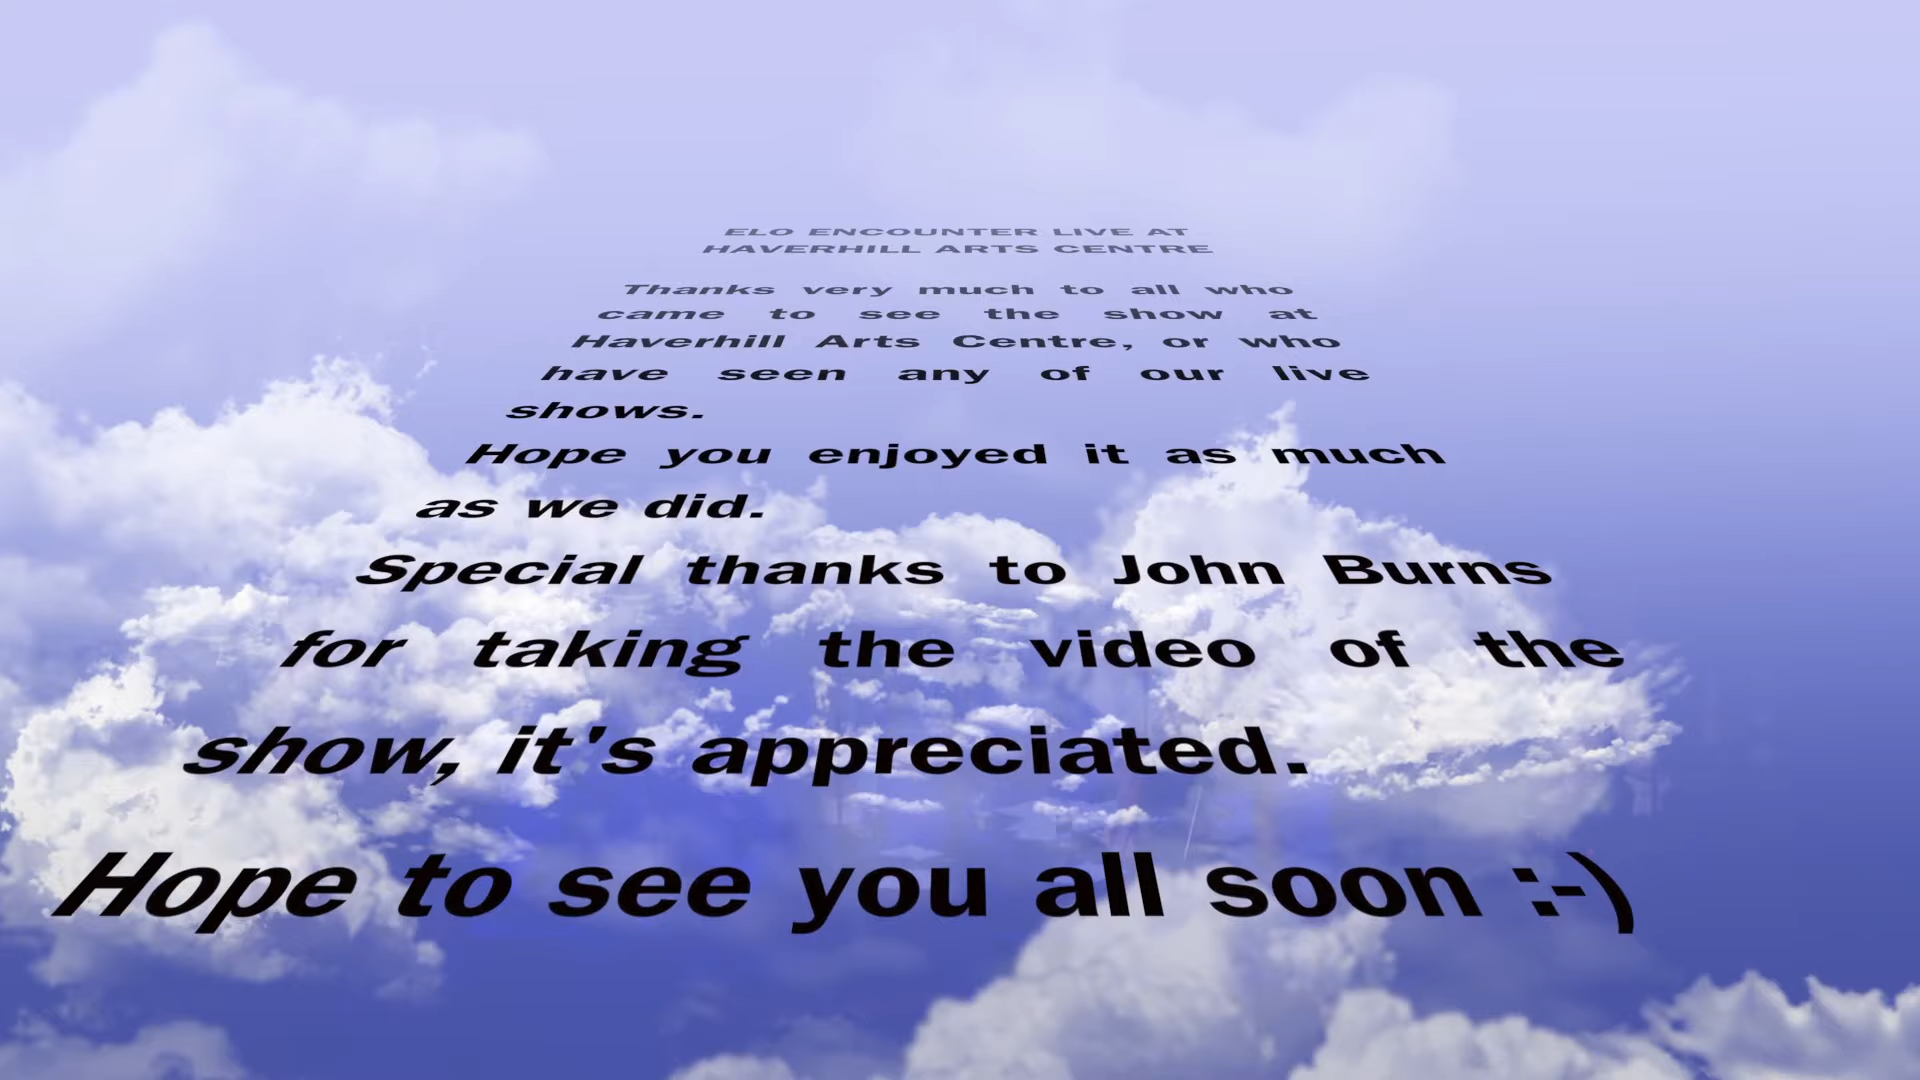 ELO ENCOUNTER LIVE AT
HAVERHILL ARTS CENTRE
Thanks very much to all who
came to see the show at
Haverhill Arts Centre, or who
have seen any of our live
shows.
Hope you enjoyed it as much
as we did.
Special thanks to John Burns
for taking the video of the
show, it's appreciated.
Hope to see you all soon :-)